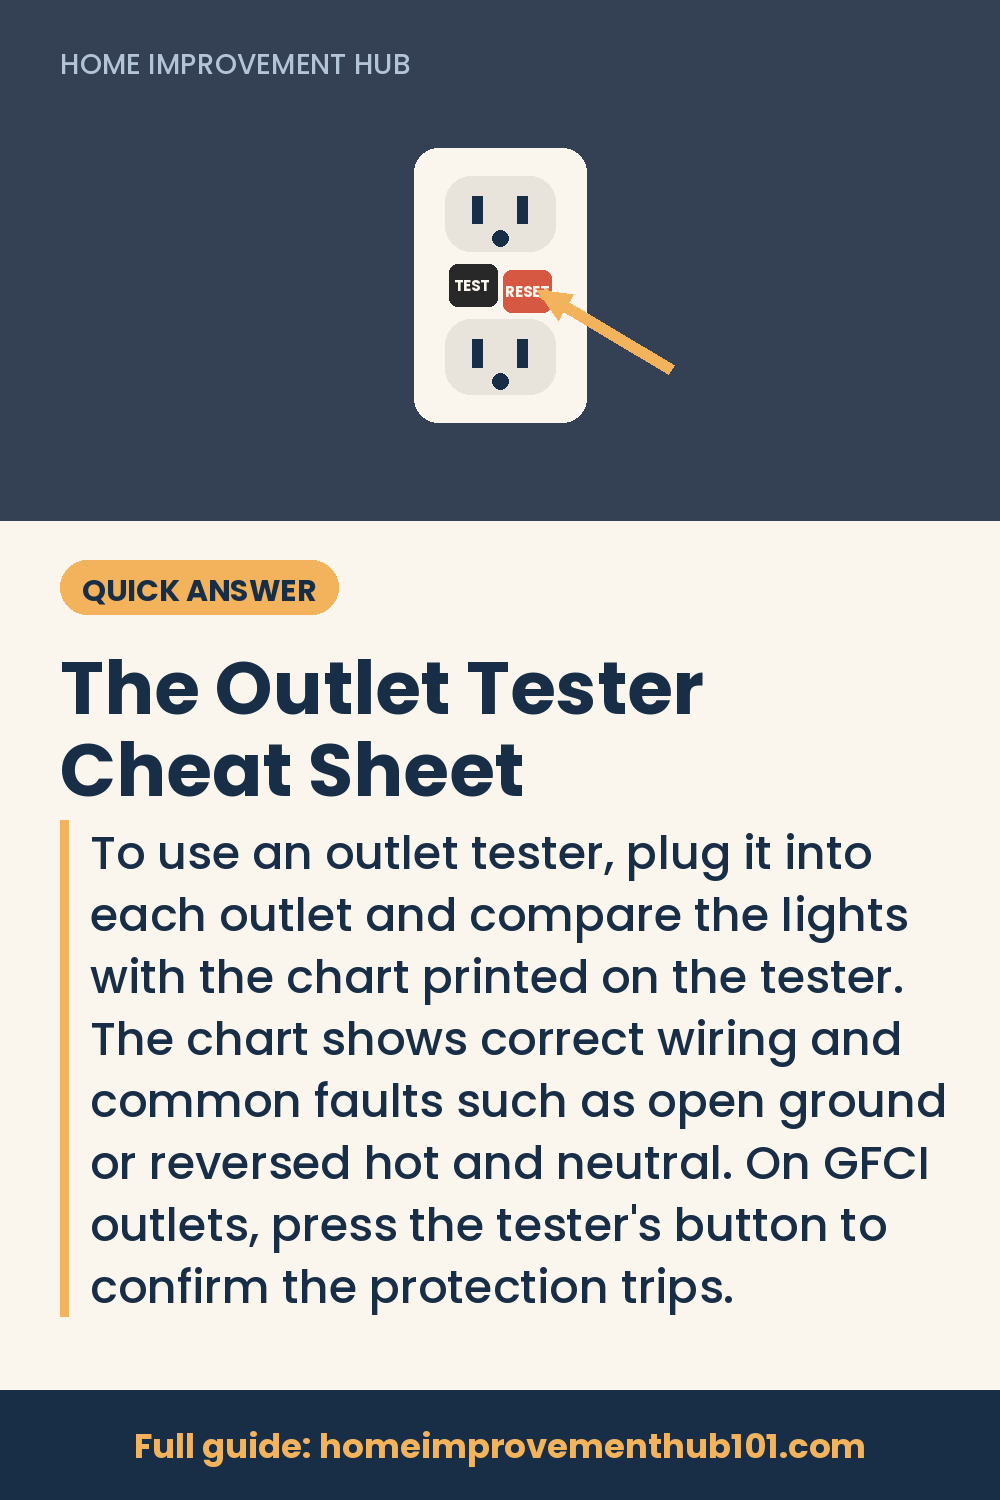 HOME IMPROVEMENT HUB
TEST
RESET
QUICK ANSWER
The Outlet Tester
Cheat Sheet
To use an outlet tester, plug it into
each outlet and compare the lights
with the chart printed on the tester.
The chart shows correct wiring and
common faults such as open ground
or reversed hot and neutral. On GFCI
outlets, press the tester's button to
confirm the protection trips.
Full guide: homeimprovementhub101.com